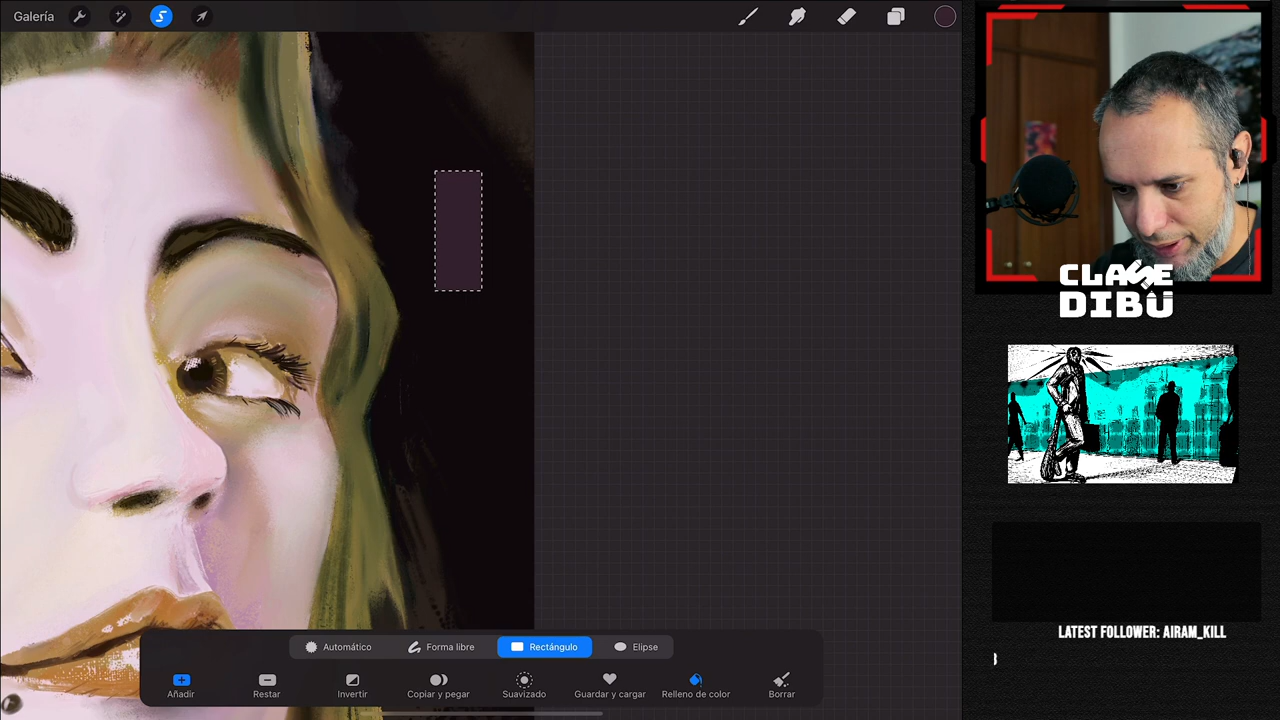 Galería
CLASE
DIBÜ
LATEST FOLLOWER: AIRAM_KILL
Automático Forma libre Rectángulo Elipse
Añadir Restar Invertir Copiar y pegar Suavizado Guardar y cargar Relleno de color Borrar